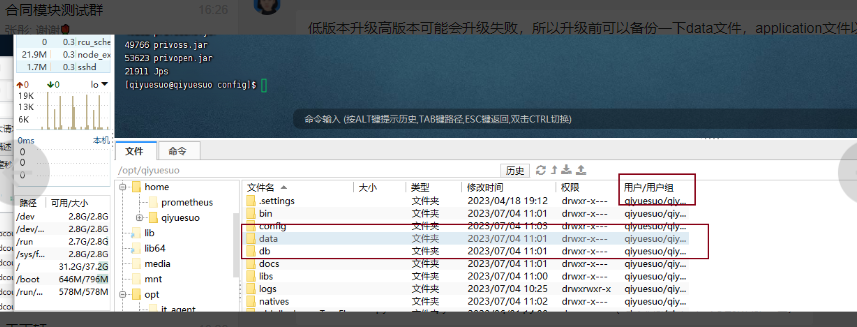 合同模块测试群 16:26
张彤: 谢谢
低版本升级高版本可能会升级失败，所以升级前可以备份一下data文件，application文件以
0 0.3 rcu_sche
21.9M 0.3 node_ex
1.7M 0.3 sshd
0 0 lo
19K
13K
6K
0ms 本机
0
0
0
路径 可用/大小
/dev 2.8G/2.8G
/dev/... 2.8G/2.8G
/run 2.7G/2.8G
/sys/f... 2.8G/2.8G
/ 31.2G/37.2G
/boot 646M/796M
/run/... 578M/578M
49766 privoss.jar
53623 privopen.jar
21911 Jps
[qiyuesuo@qiyuesuo config]$
命令输入 (按ALT键提示历史,TAB键路径,ESC键返回,双击CTRL切换)
文件 命令
/opt/qiyuesuo 历史
home
prometheus
qiyuesuo
lib
lib64
media
mnt
opt
it_agent
文件名 大小 类型 修改时间 权限 用户/用户组
.settings 文件夹 2023/04/18 19:12 drwxr-x--- qiyuesuo/qiy...
bin 文件夹 2023/07/04 11:01 drwxr-x--- qiyuesuo/qiy...
config 文件夹 2023/07/04 11:03 drwxr-x--- qiyuesuo/qiy...
data 文件夹 2023/07/04 11:01 drwxr-x--- qiyuesuo/qiy...
db 文件夹 2023/07/04 11:01 drwxr-x--- qiyuesuo/qiy...
docs 文件夹 2023/07/04 11:01 drwxr-x--- qiyuesuo/qiy...
libs 文件夹 2023/07/04 11:00 drwxr-x--- qiyuesuo/qiy...
logs 文件夹 2023/07/04 10:25 drwxrwxr-x qiyuesuo/qiy...
natives 文件夹 2023/07/04 11:02 drwxr-x--- qiyuesuo/qiy...